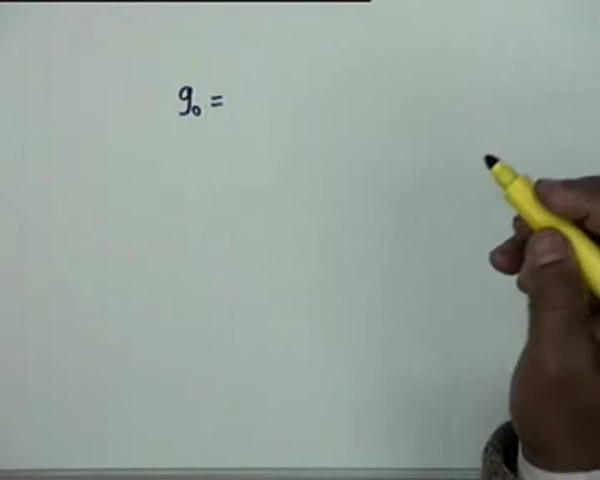 g₀ =